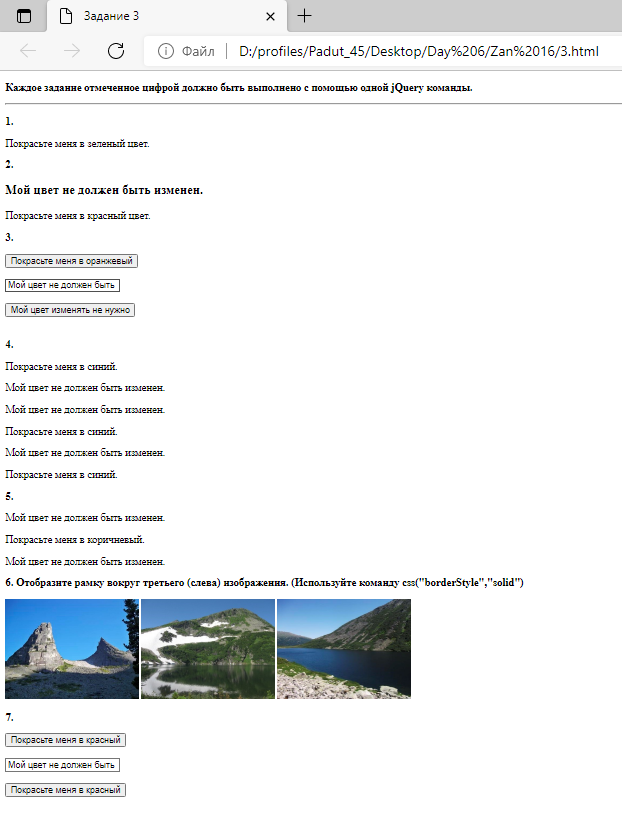 Задание 3
Файл
D:/profiles/Padut_45/Desktop/Day%206/Zan%2016/3.html
Каждое задание отмеченное цифрой должно быть выполнено с помощью одной jQuery команды.
1.
Покрасьте меня в зеленый цвет.
2.
Мой цвет не должен быть изменен.
Покрасьте меня в красный цвет.
3.
Покрасьте меня в оранжевый
Мой цвет не должен быть
Мой цвет изменять не нужно
4.
Покрасьте меня в синий.
Мой цвет не должен быть изменен.
Мой цвет не должен быть изменен.
Покрасьте меня в синий.
Мой цвет не должен быть изменен.
Покрасьте меня в синий.
5.
Мой цвет не должен быть изменен.
Покрасьте меня в коричневый.
Мой цвет не должен быть изменен.
6. Отобразите рамку вокруг третьего (слева) изображения. (Используйте команду css("borderStyle","solid")
7.
Покрасьте меня в красный
Мой цвет не должен быть
Покрасьте меня в красный